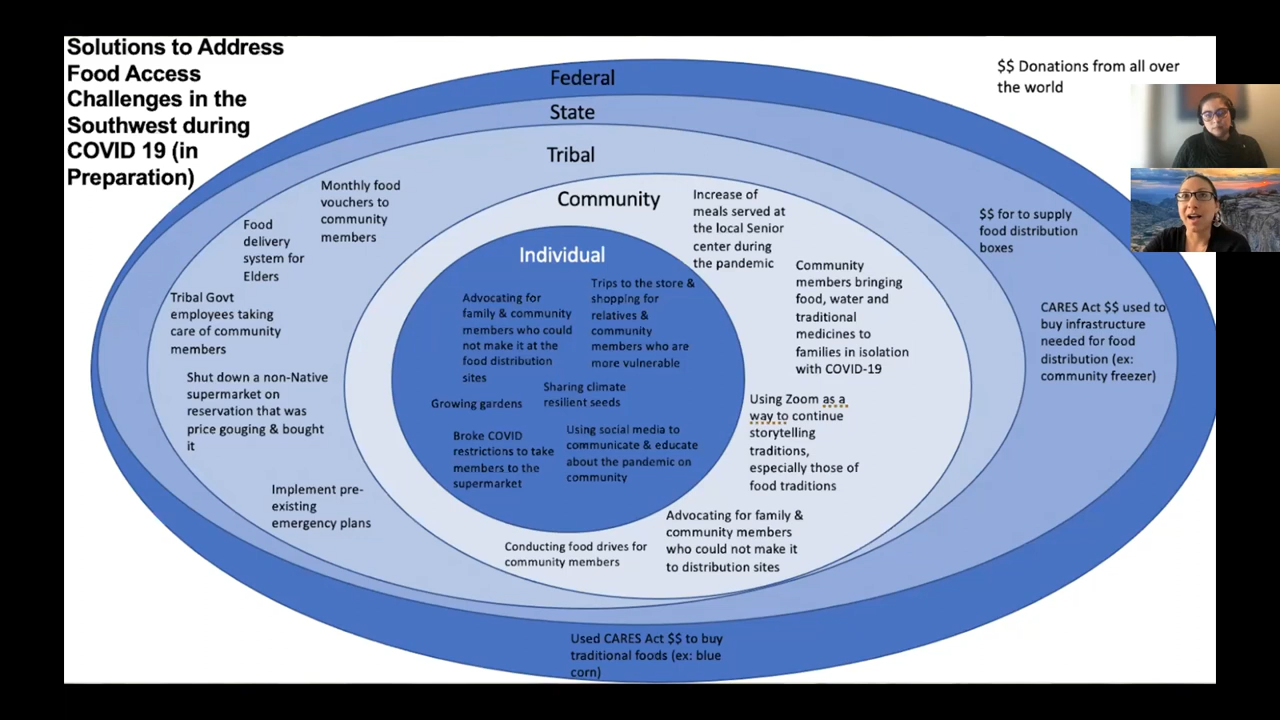 Solutions to Address
Food Access
Challenges in the
Southwest during
COVID 19 (in
Preparation)
$$ Donations from all over
the world
Federal
State
Tribal
Monthly food
vouchers to
community
members
Food
delivery
system for
Elders
Tribal Govt
employees taking
care of community
members
Shut down a non-Native
supermarket on
reservation that was
price gouging & bought
it
Implement pre-
existing
emergency plans
Community
Increase of
meals served at
the local Senior
center during
the pandemic
Community
members bringing
food, water and
traditional
medicines to
families in isolation
with COVID-19
Using Zoom as a
way to continue
storytelling
traditions,
especially those of
food traditions
Advocating for family &
community members
who could not make it
to distribution sites
Conducting food drives for
community members
Individual
Advocating for
family & community
members who could
not make it at the
food distribution
sites
Trips to the store &
shopping for
relatives &
community
members who are
more vulnerable
Growing gardens
Sharing climate
resilient seeds
Broke COVID
restrictions to take
members to the
supermarket
Using social media to
communicate & educate
about the pandemic on
community
$$ for to supply
food distribution
boxes
CARES Act $$ used to
buy infrastructure
needed for food
distribution (ex:
community freezer)
Used CARES Act $$ to buy
traditional foods (ex: blue
corn)